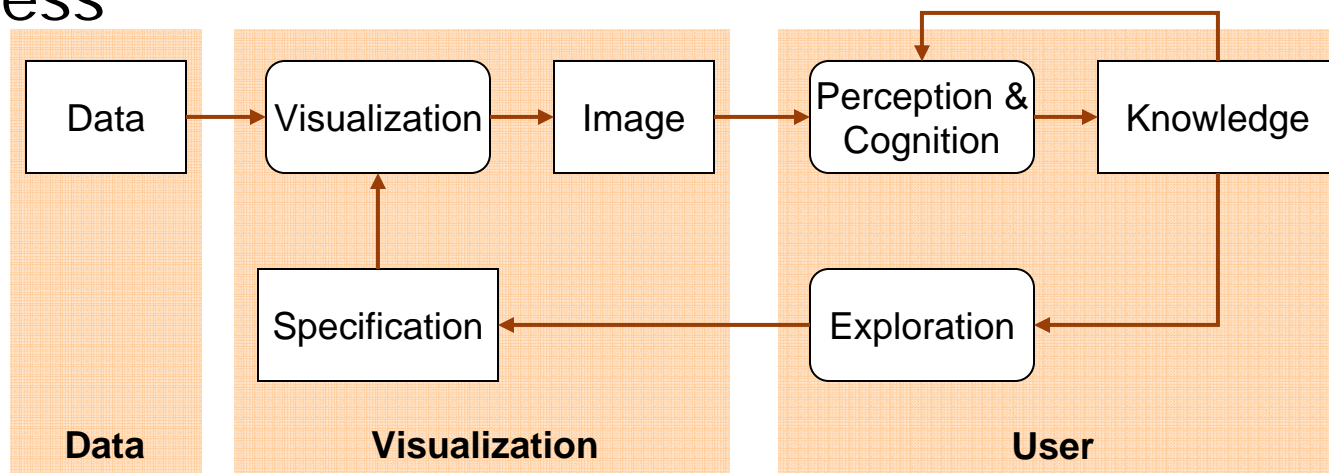 ess
Data
Visualization
Image
Perception &
Cognition
Knowledge
Specification
Exploration
Data
Visualization
User